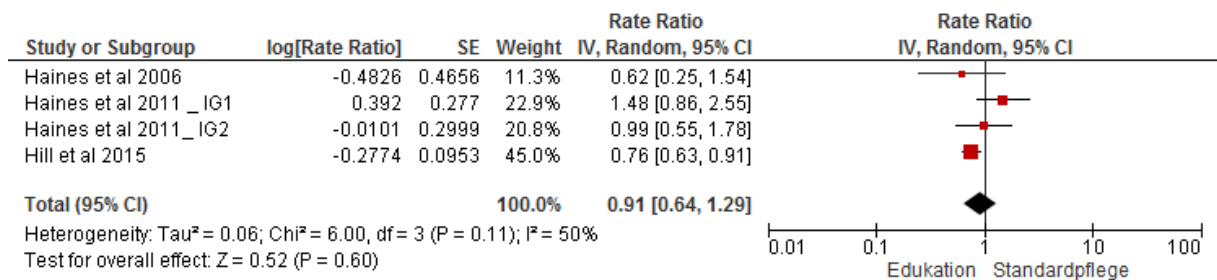 Rate Ratio Rate Ratio
Study or Subgroup log[Rate Ratio] SE Weight IV, Random, 95% CI IV, Random, 95% CI
Haines et al 2006 -0.4826 0.4656 11.3% 0.62 [0.25, 1.54]
Haines et al 2011 _ IG1 0.392 0.277 22.9% 1.48 [0.86, 2.55]
Haines et al 2011_ IG2 -0.0101 0.2999 20.8% 0.99 [0.55, 1.78]
Hill et al 2015 -0.2774 0.0953 45.0% 0.76 [0.63, 0.91]
Total (95% CI) 100.0% 0.91 [0.64, 1.29]
Heterogeneity: Tau² = 0.06; Chi² = 6.00, df = 3 (P = 0.11); I² = 50%
Test for overall effect: Z = 0.52 (P = 0.60)
0.01 0.1 1 10 100
Edukation Standardpflege